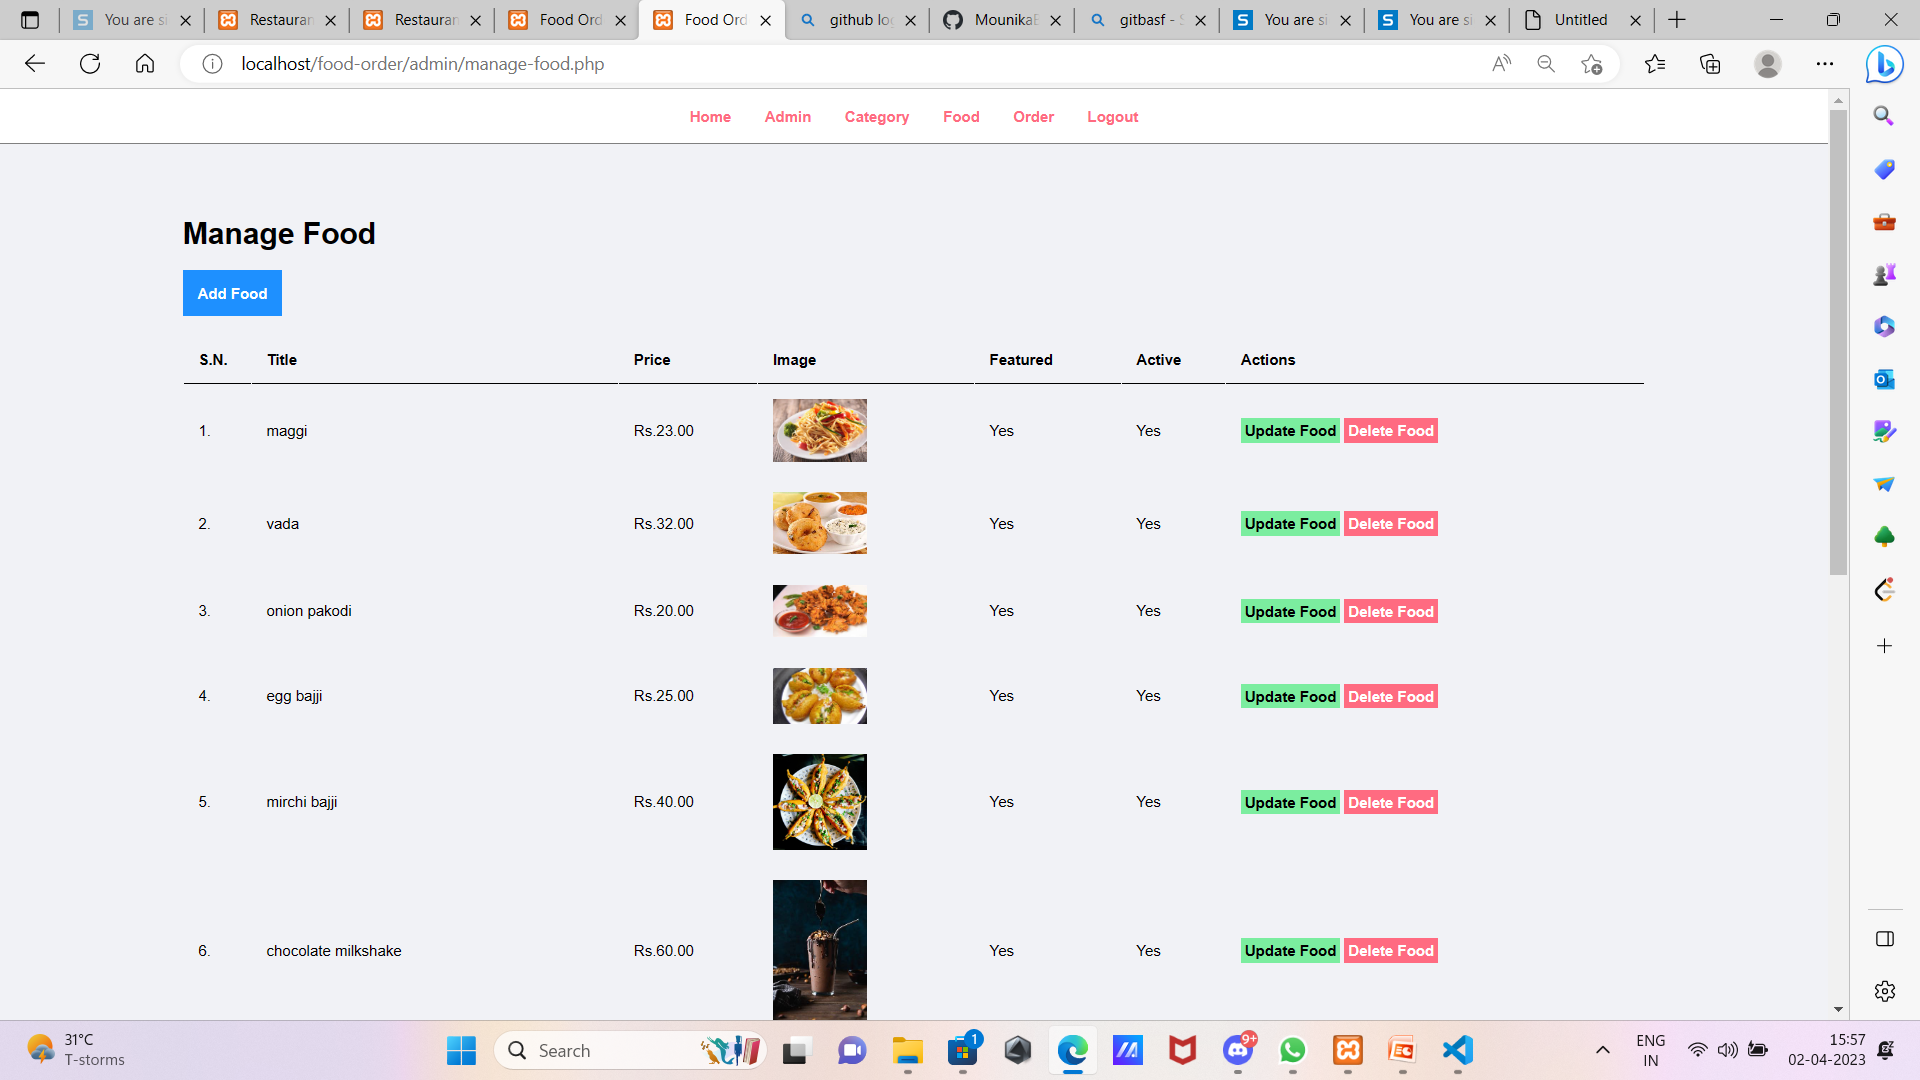 You are si
Restauran
Restauran
Food Ord
Food Ord
github lo
MounikaB
gitbasf - S
You are si
You are si
Untitled
localhost/food-order/admin/manage-food.php
Home Admin Category Food Order Logout
Manage Food
Add Food
S.N. Title Price Image Featured Active Actions
1. maggi Rs.23.00 Yes Yes Update Food Delete Food
2. vada Rs.32.00 Yes Yes Update Food Delete Food
3. onion pakodi Rs.20.00 Yes Yes Update Food Delete Food
4. egg bajji Rs.25.00 Yes Yes Update Food Delete Food
5. mirchi bajji Rs.40.00 Yes Yes Update Food Delete Food
6. chocolate milkshake Rs.60.00 Yes Yes Update Food Delete Food
31°C
T-storms
Search
1
9+
ENG
IN
15:57
02-04-2023